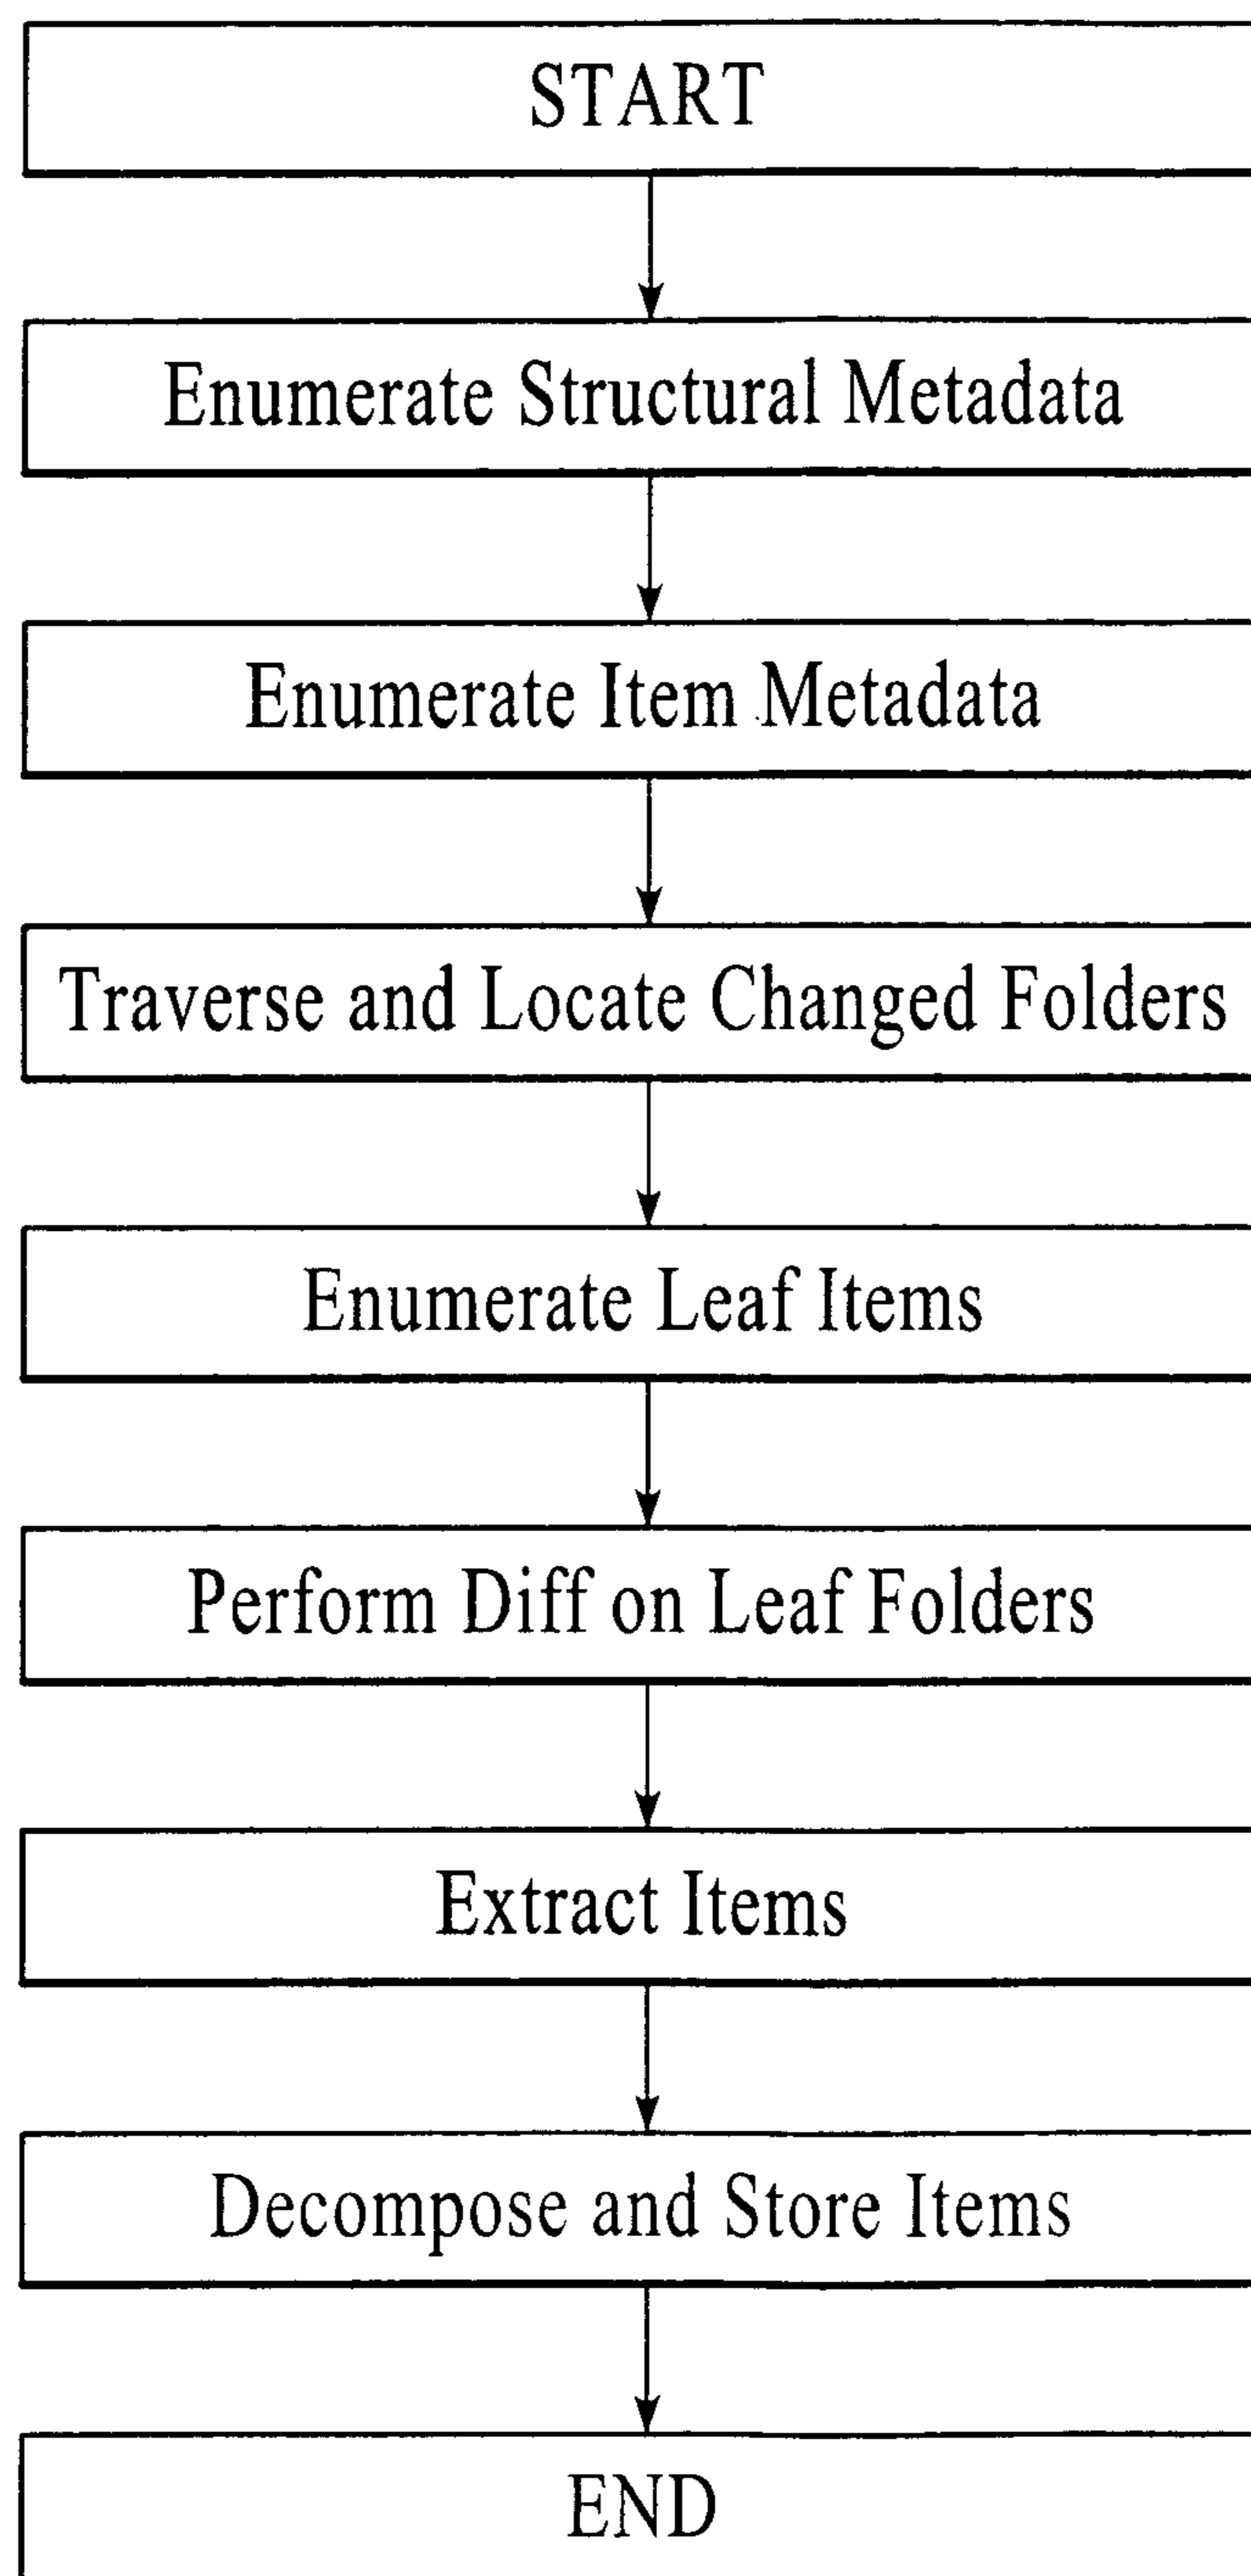 START
Enumerate Structural Metadata
Enumerate Item Metadata
Traverse and Locate Changed Folders
Enumerate Leaf Items
Perform Diff on Leaf Folders
Extract Items
Decompose and Store Items
END